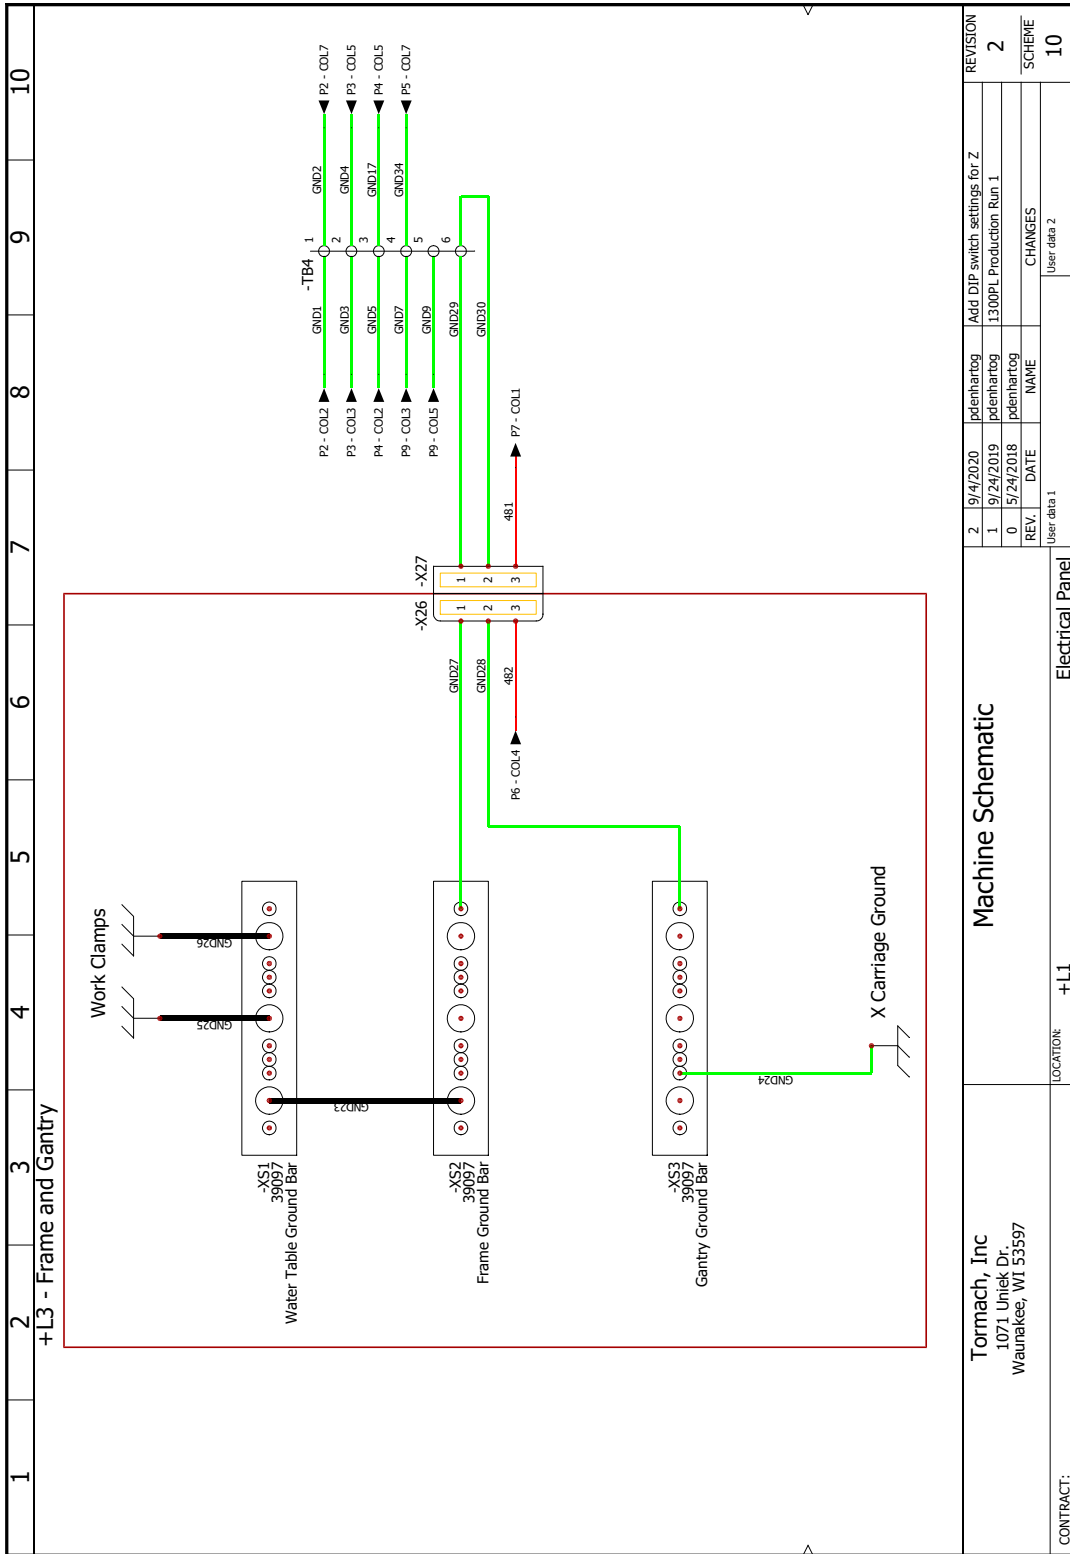 1 2 3 4 5 6 7 8 9 10
+L3 - Frame and Gantry
Work Clamps
GND25
GND26
-XS1
39097
Water Table Ground Bar
GND23
-XS2
39097
Frame Ground Bar
-XS3
39097
Gantry Ground Bar
GND24
X Carriage Ground
GND27
GND28
482
P6 - COL4
-X26
1
2
3
-X27
1
2
3
481
P7 - COL1
-TB4
P2 - COL2
GND1
1
GND2
P2 - COL7
P3 - COL3
GND3
2
GND4
P3 - COL5
P4 - COL2
GND5
3
GND17
P4 - COL5
P9 - COL3
GND7
4
GND34
P5 - COL7
P9 - COL5
GND9
5
GND29
6
GND30
Tormach, Inc
1071 Uniek Dr.
Waunakee, WI 53597
CONTRACT:
Machine Schematic
LOCATION:
+L1
Electrical Panel
2 9/4/2020 pdenhartog Add DIP switch settings for Z
1 9/24/2019 pdenhartog 1300PL Production Run 1
0 5/24/2018 pdenhartog
REV. DATE NAME CHANGES
User data 1
User data 2
REVISION
2
SCHEME
10